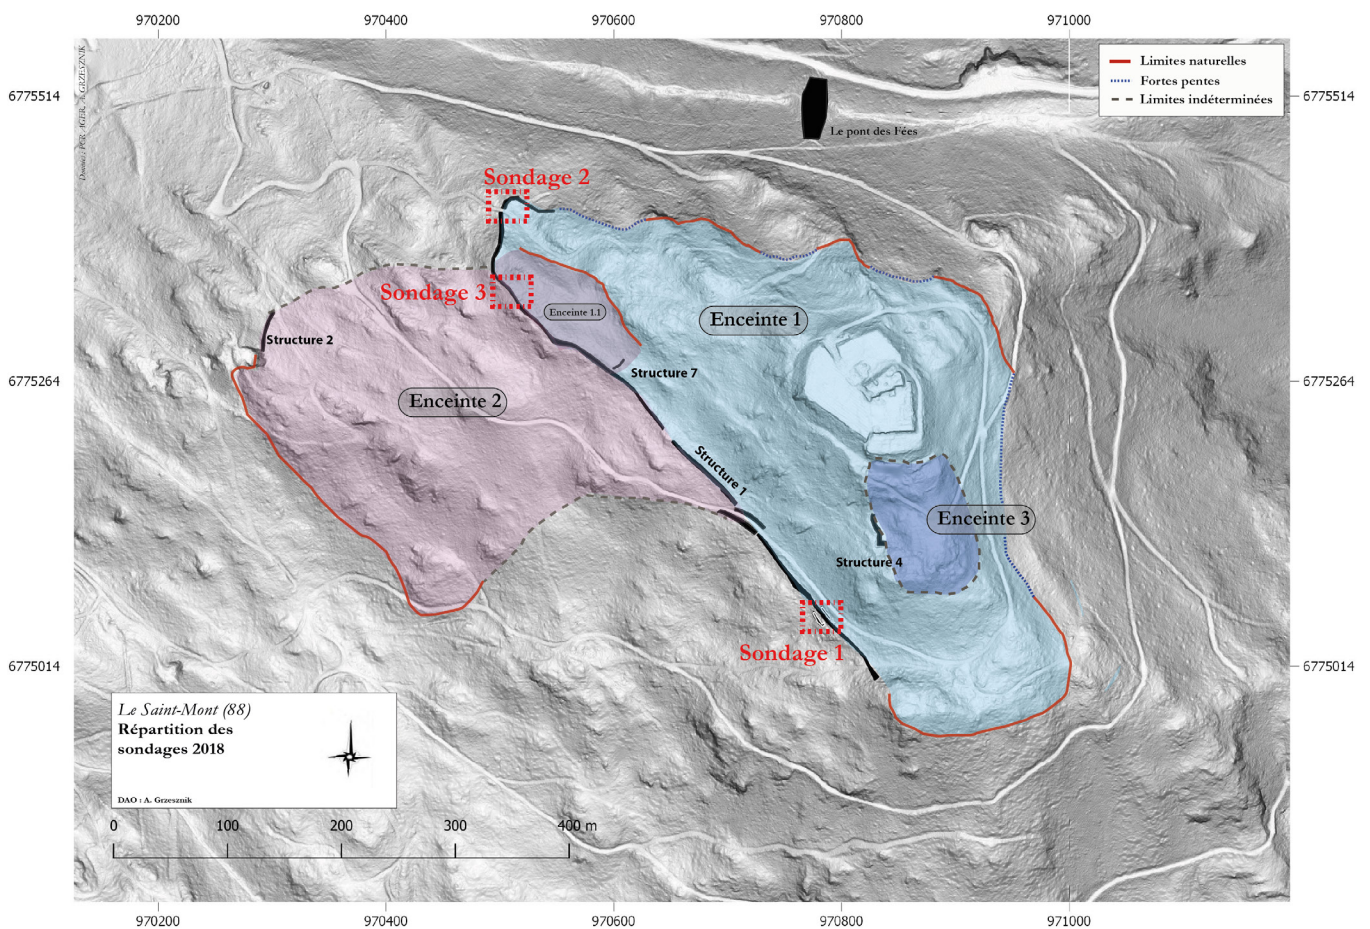 970200
970400
970600
970800
971000
Limites naturelles
Fortes pentes
Limites indéterminées
6775514
6775514
Le pont des Fées
Sondage 2
Sondage 3
Enceinte 1.1
Enceinte 1
Structure 2
Structure 7
6775264
6775264
Enceinte 2
Structure 1
Enceinte 3
Structure 4
Sondage 1
6775014
6775014
Le Saint-Mont (88)
Répartition des
sondages 2018
DAO : A. Grzesznik
0
100
200
300
400 m
970200
970400
970600
970800
971000